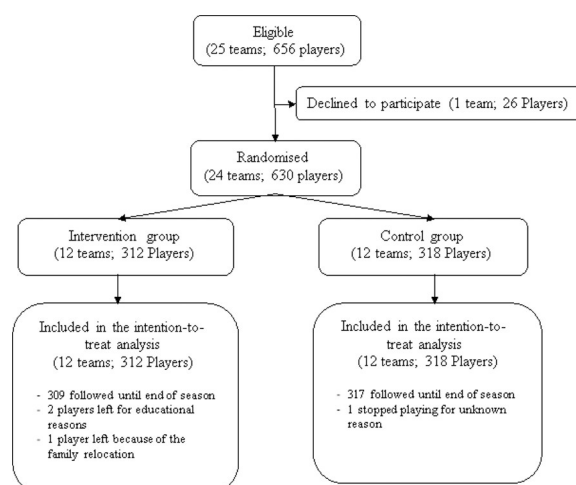 Eligible
(25 teams; 656 players)
Declined to participate (1 team; 26 Players)
Randomised
(24 teams; 630 players)
Intervention group
(12 teams; 312 Players)
Control group
(12 teams; 318 Players)
Included in the intention-to-
treat analysis
(12 teams; 312 Players)
- 309 followed until end of season
- 2 players left for educational
reasons
- 1 player left because of the
family relocation
Included in the intention-to-
treat analysis
(12 teams; 318 Players)
- 317 followed until end of season
- 1 stopped playing for unknown
reason